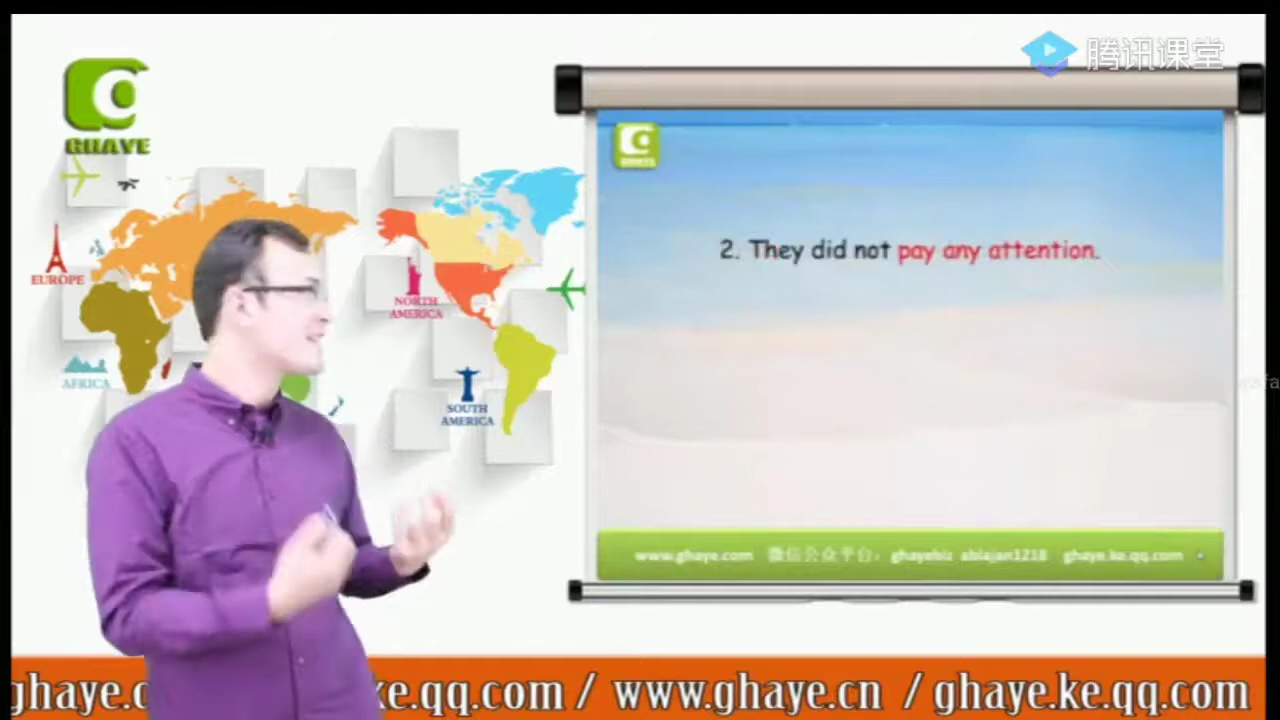 腾讯课堂
GHAYE
2. They did not pay any attention.
EUROPE
NORTH
AMERICA
AFRICA
SOUTH
AMERICA
www.ghaye.com 微信公众平台: ghayebiz ablajan1218 ghaye.ke.qq.com
ke.qq.com / www.ghaye.cn / ghaye.ke.qq.com